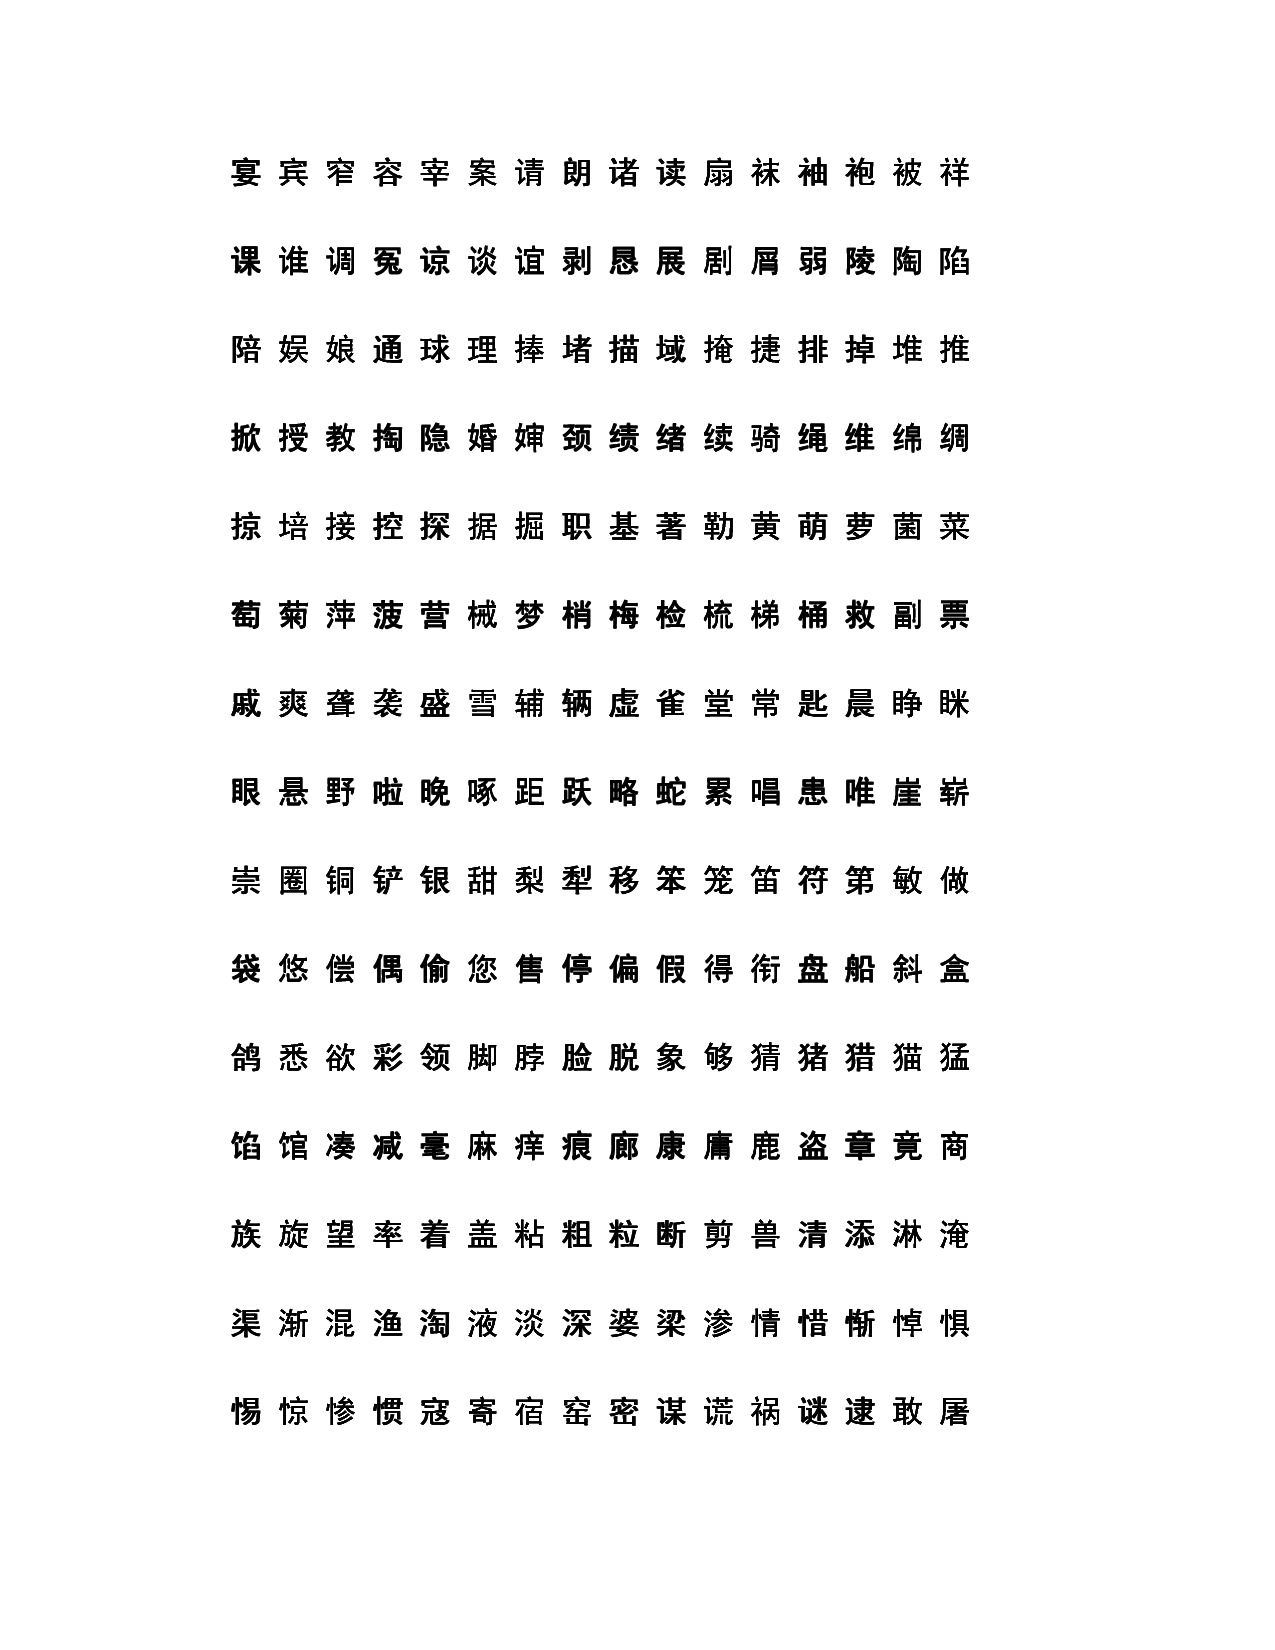 宴 宾 窄 容 宰 案 请 朗 诸 读 扇 袜 袖 袍 被 祥
课 谁 调 冤 谅 谈 谊 剥 恳 展 剧 屑 弱 陵 陶 陷
陪 娱 娘 通 球 理 捧 堵 描 域 掩 捷 排 掉 堆 推
掀 授 教 掏 隐 婚 婶 颈 绩 绪 续 骑 绳 维 绵 绸
掠 培 接 控 探 据 掘 职 基 著 勒 黄 萌 萝 菌 菜
萄 菊 萍 菠 营 械 梦 梢 梅 检 梳 梯 桶 救 副 票
戚 爽 聋 袭 盛 雪 辅 辆 虚 雀 堂 常 匙 晨 睁 眯
眼 悬 野 啦 晚 啄 距 跃 略 蛇 累 唱 患 唯 崖 崭
崇 圈 铜 铲 银 甜 梨 犁 移 笨 笼 笛 符 第 敏 做
袋 悠 偿 偶 偷 您 售 停 偏 假 得 衔 盘 船 斜 盒
鸽 悉 欲 彩 领 脚 脖 脸 脱 象 够 猜 猪 猎 猫 猛
馅 馆 凑 减 毫 麻 痒 痕 廊 康 庸 鹿 盗 章 竟 商
族 旋 望 率 着 盖 粘 粗 粒 断 剪 兽 清 添 淋 淹
渠 渐 混 渔 淘 液 淡 深 婆 梁 渗 情 惜 惭 悼 惧
惕 惊 惨 惯 寇 寄 宿 窑 密 谋 谎 祸 谜 逮 敢 屠